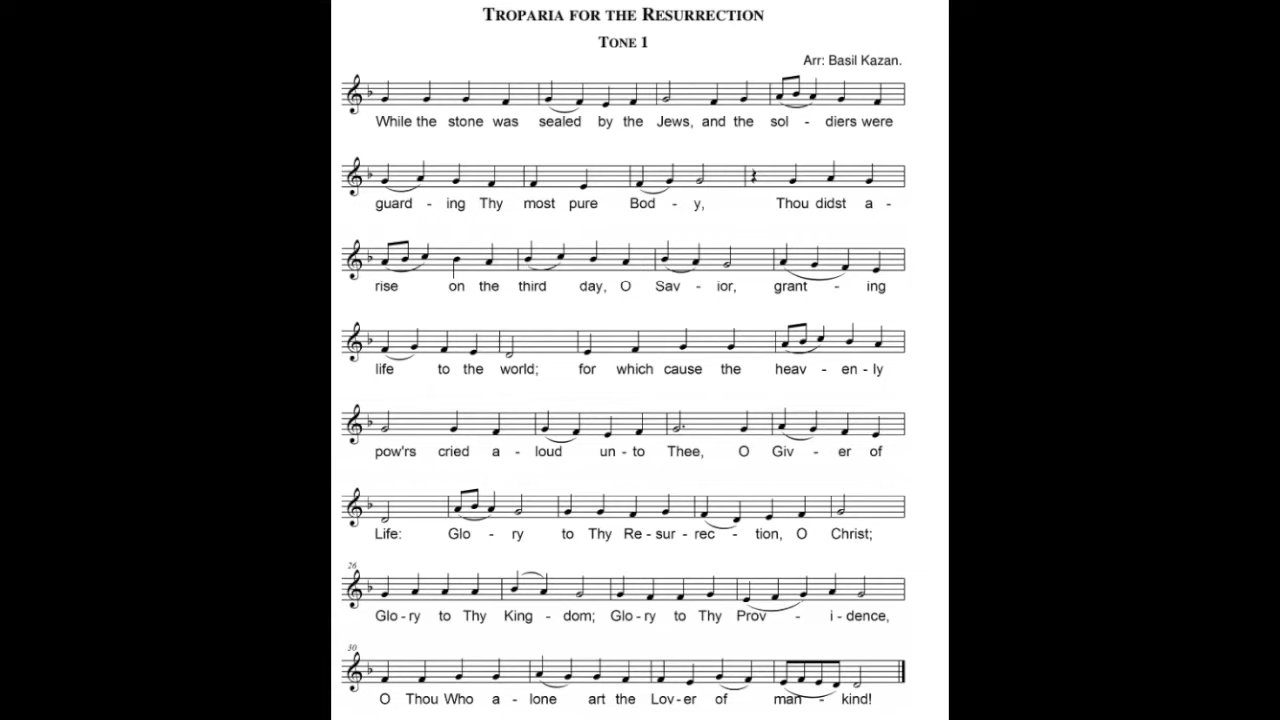 TROPARIA FOR THE RESURRECTION
TONE 1
Arr: Basil Kazan.
While the stone was sealed by the Jews, and the sol - diers were
guard - ing Thy most pure Bod - y, Thou didst a -
rise on the third day, O Sav - ior, grant - ing
life to the world; for which cause the heav - en - ly
pow'rs cried a - loud un - to Thee, O Giv - er of
Life: Glo - ry to Thy Re - sur - rec - tion, O Christ;
26
Glo - ry to Thy King - dom; Glo - ry to Thy Prov - i - dence,
30
O Thou Who a - lone art the Lov - er of man - kind!